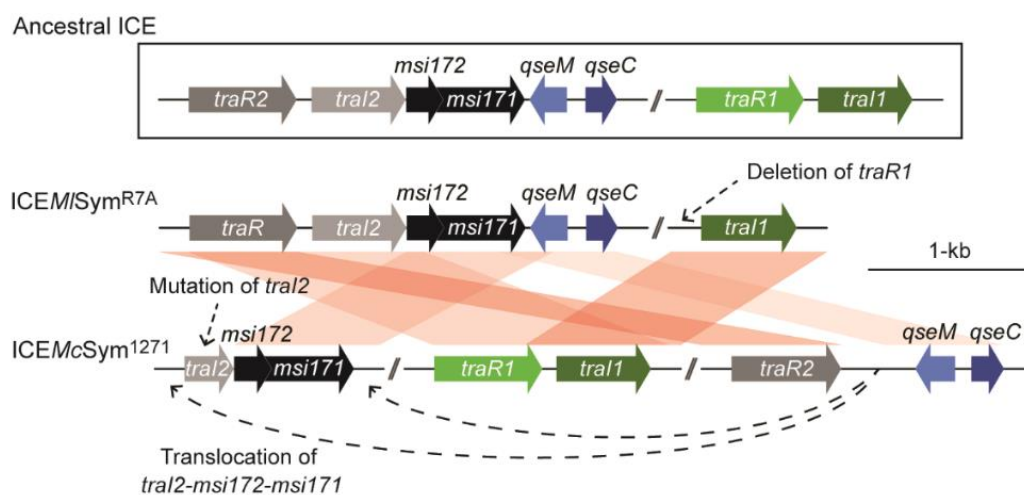 Ancestral ICE
msi172 qseM qseC
traR2 traI2 msi171 // traR1 traI1
Deletion of traR1
ICEMlSymR7A
msi172 qseM qseC
traR traI2 msi171 // traI1
1-kb
Mutation of traI2
ICEMcSym1271
msi172 qseM qseC
traI2 msi171 // traR1 traI1 // traR2
Translocation of
traI2-msi172-msi171